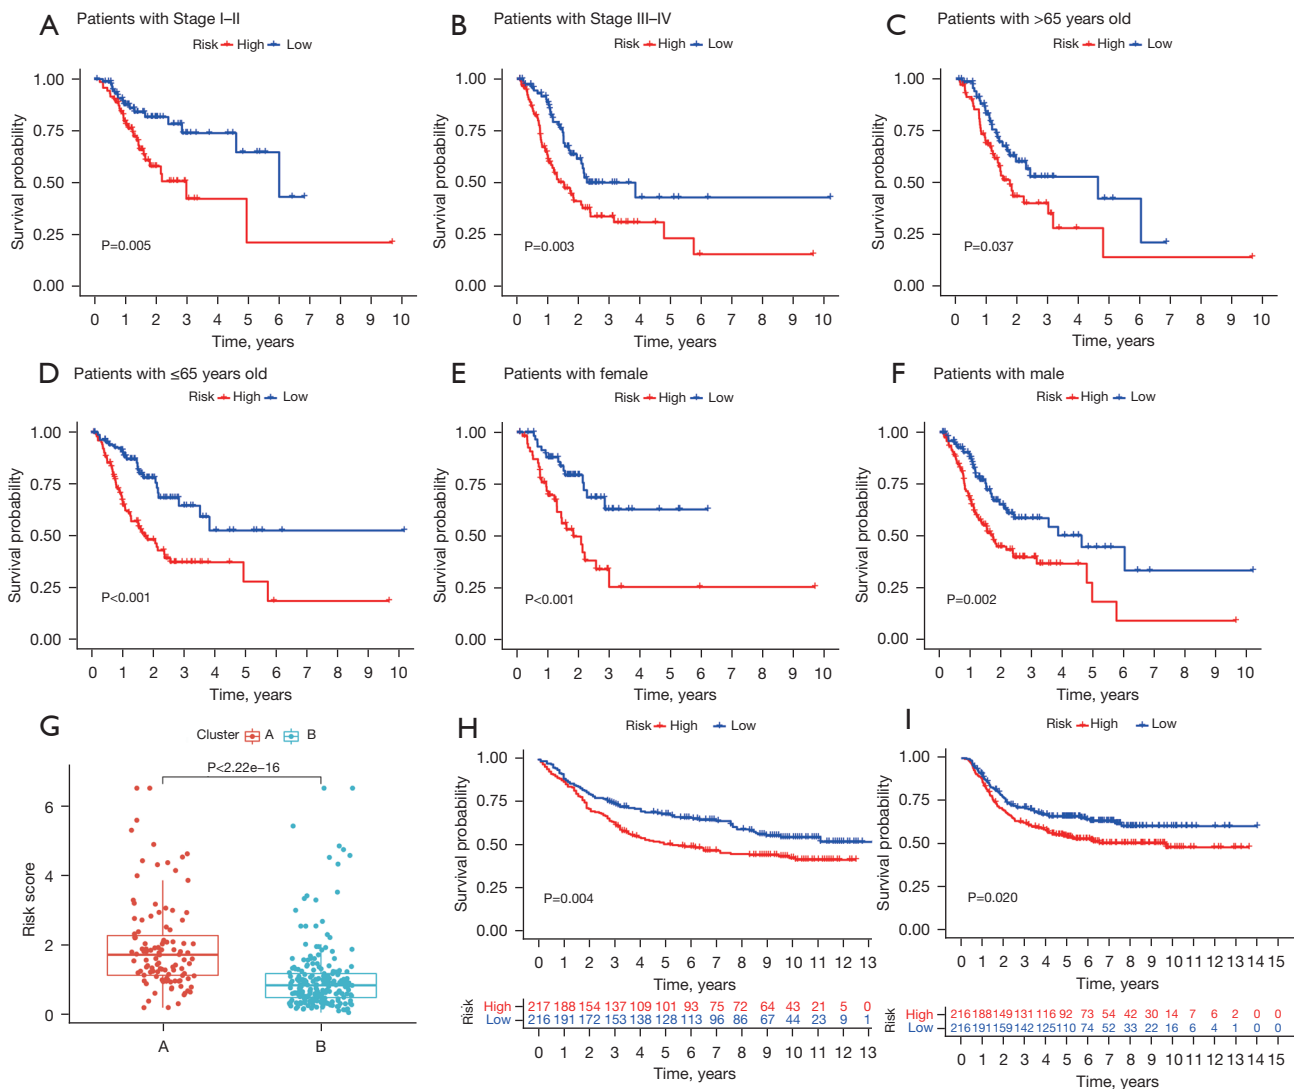 A Patients with Stage I–II
Risk High Low
Survival probability
1.00
0.75
0.50
0.25
0.00
P=0.005
0 1 2 3 4 5 6 7 8 9 10
Time, years
B Patients with Stage III–IV
Risk High Low
Survival probability
1.00
0.75
0.50
0.25
0.00
P=0.003
0 1 2 3 4 5 6 7 8 9 10
Time, years
C Patients with >65 years old
Risk High Low
Survival probability
1.00
0.75
0.50
0.25
0.00
P=0.037
0 1 2 3 4 5 6 7 8 9 10
Time, years
D Patients with ≤65 years old
Risk High Low
Survival probability
1.00
0.75
0.50
0.25
0.00
P<0.001
0 1 2 3 4 5 6 7 8 9 10
Time, years
E Patients with female
Risk High Low
Survival probability
1.00
0.75
0.50
0.25
0.00
P<0.001
0 1 2 3 4 5 6 7 8 9 10
Time, years
F Patients with male
Risk High Low
Survival probability
1.00
0.75
0.50
0.25
0.00
P=0.002
0 1 2 3 4 5 6 7 8 9 10
Time, years
G
Cluster A B
P<2.22e−16
Risk score
6
4
2
0
A B
H
Risk High Low
Survival probability
1.00
0.75
0.50
0.25
0.00
P=0.004
0 1 2 3 4 5 6 7 8 9 10 11 12 13
Time, years
Risk
High 217 188 154 137 109 101 93 75 72 64 43 21 5 0
Low 216 191 172 153 138 128 113 96 86 67 44 23 9 1
0 1 2 3 4 5 6 7 8 9 10 11 12 13
Time, years
I
Risk High Low
Survival probability
1.00
0.75
0.50
0.25
0.00
P=0.020
0 1 2 3 4 5 6 7 8 9 10 11 12 13 14 15
Time, years
Risk
High 216 188 149 131 116 92 73 54 42 30 14 7 6 2 0 0
Low 216 191 159 142 125 110 74 52 33 22 16 6 4 1 0 0
0 1 2 3 4 5 6 7 8 9 10 11 12 13 14 15
Time, years